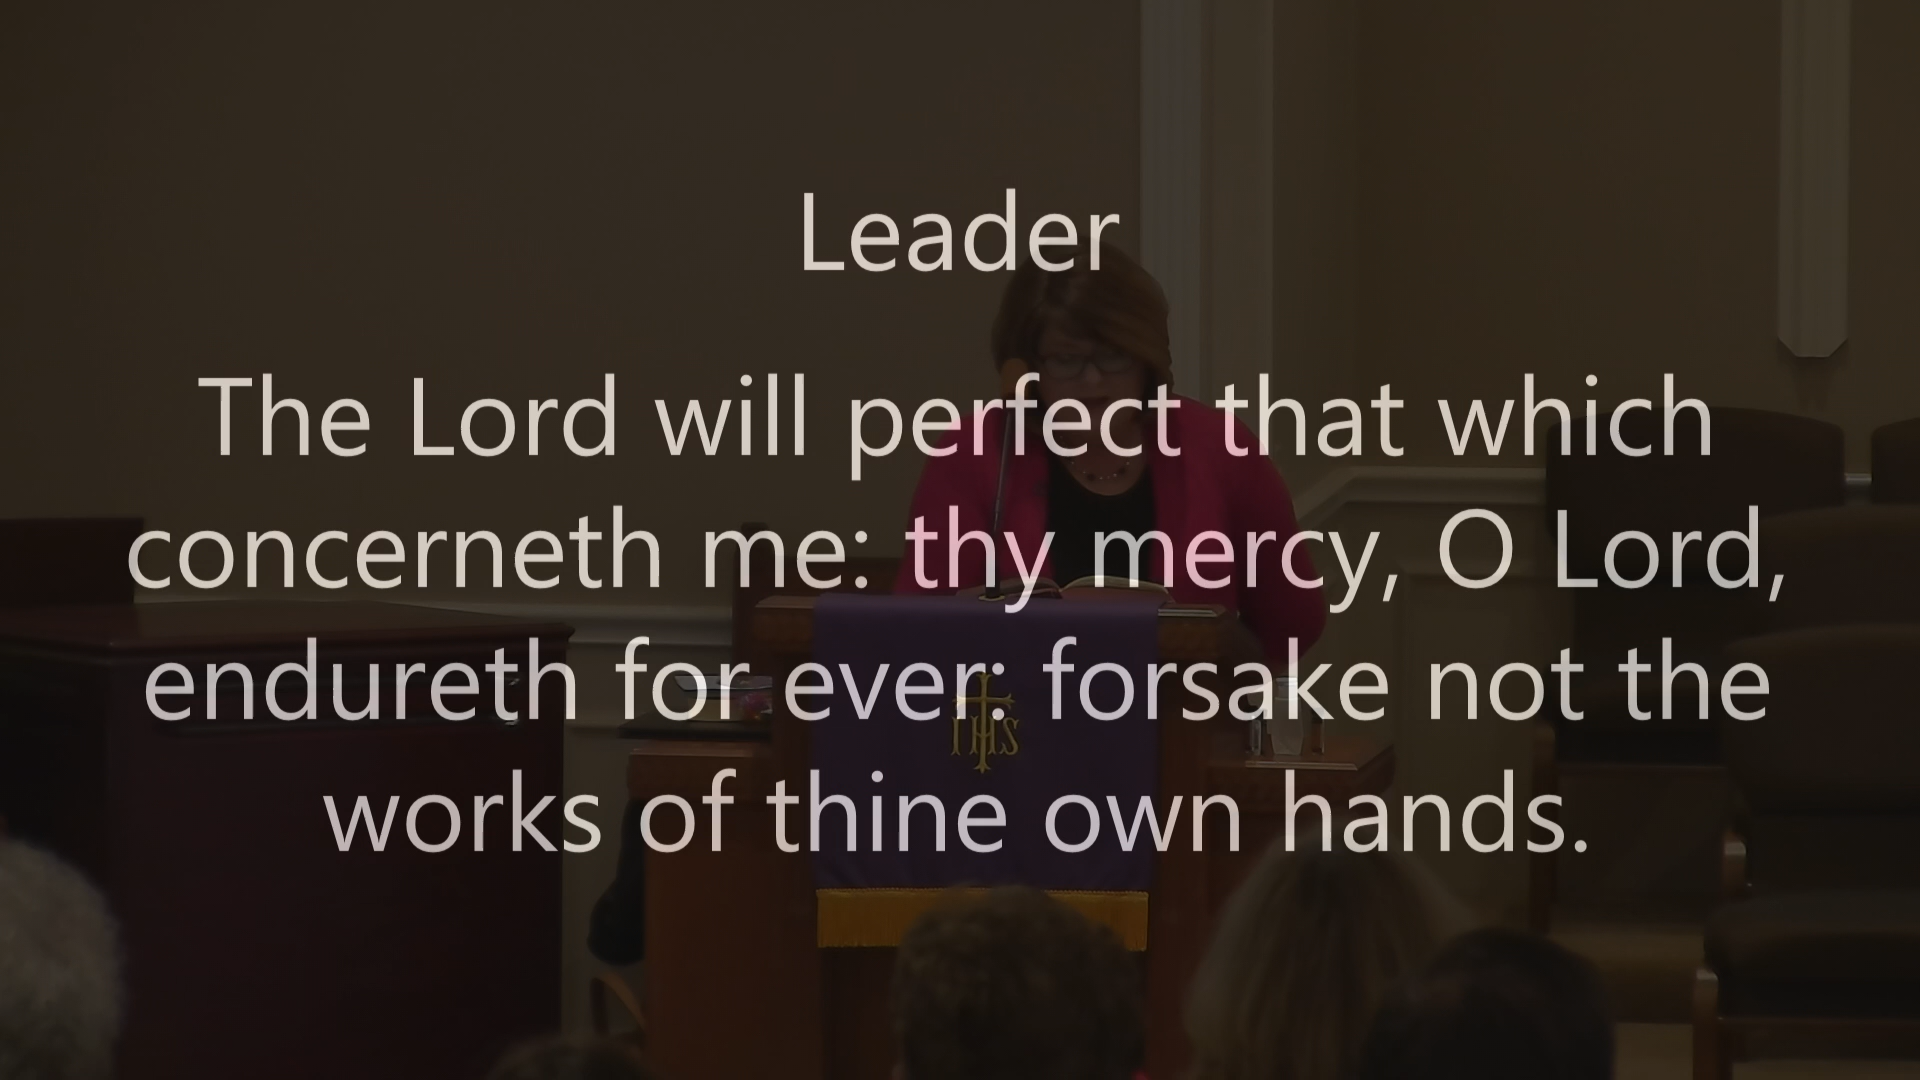 Leader
The Lord will perfect that which
concerneth me: thy mercy, O Lord,
endureth for ever: forsake not the
works of thine own hands.
IHS